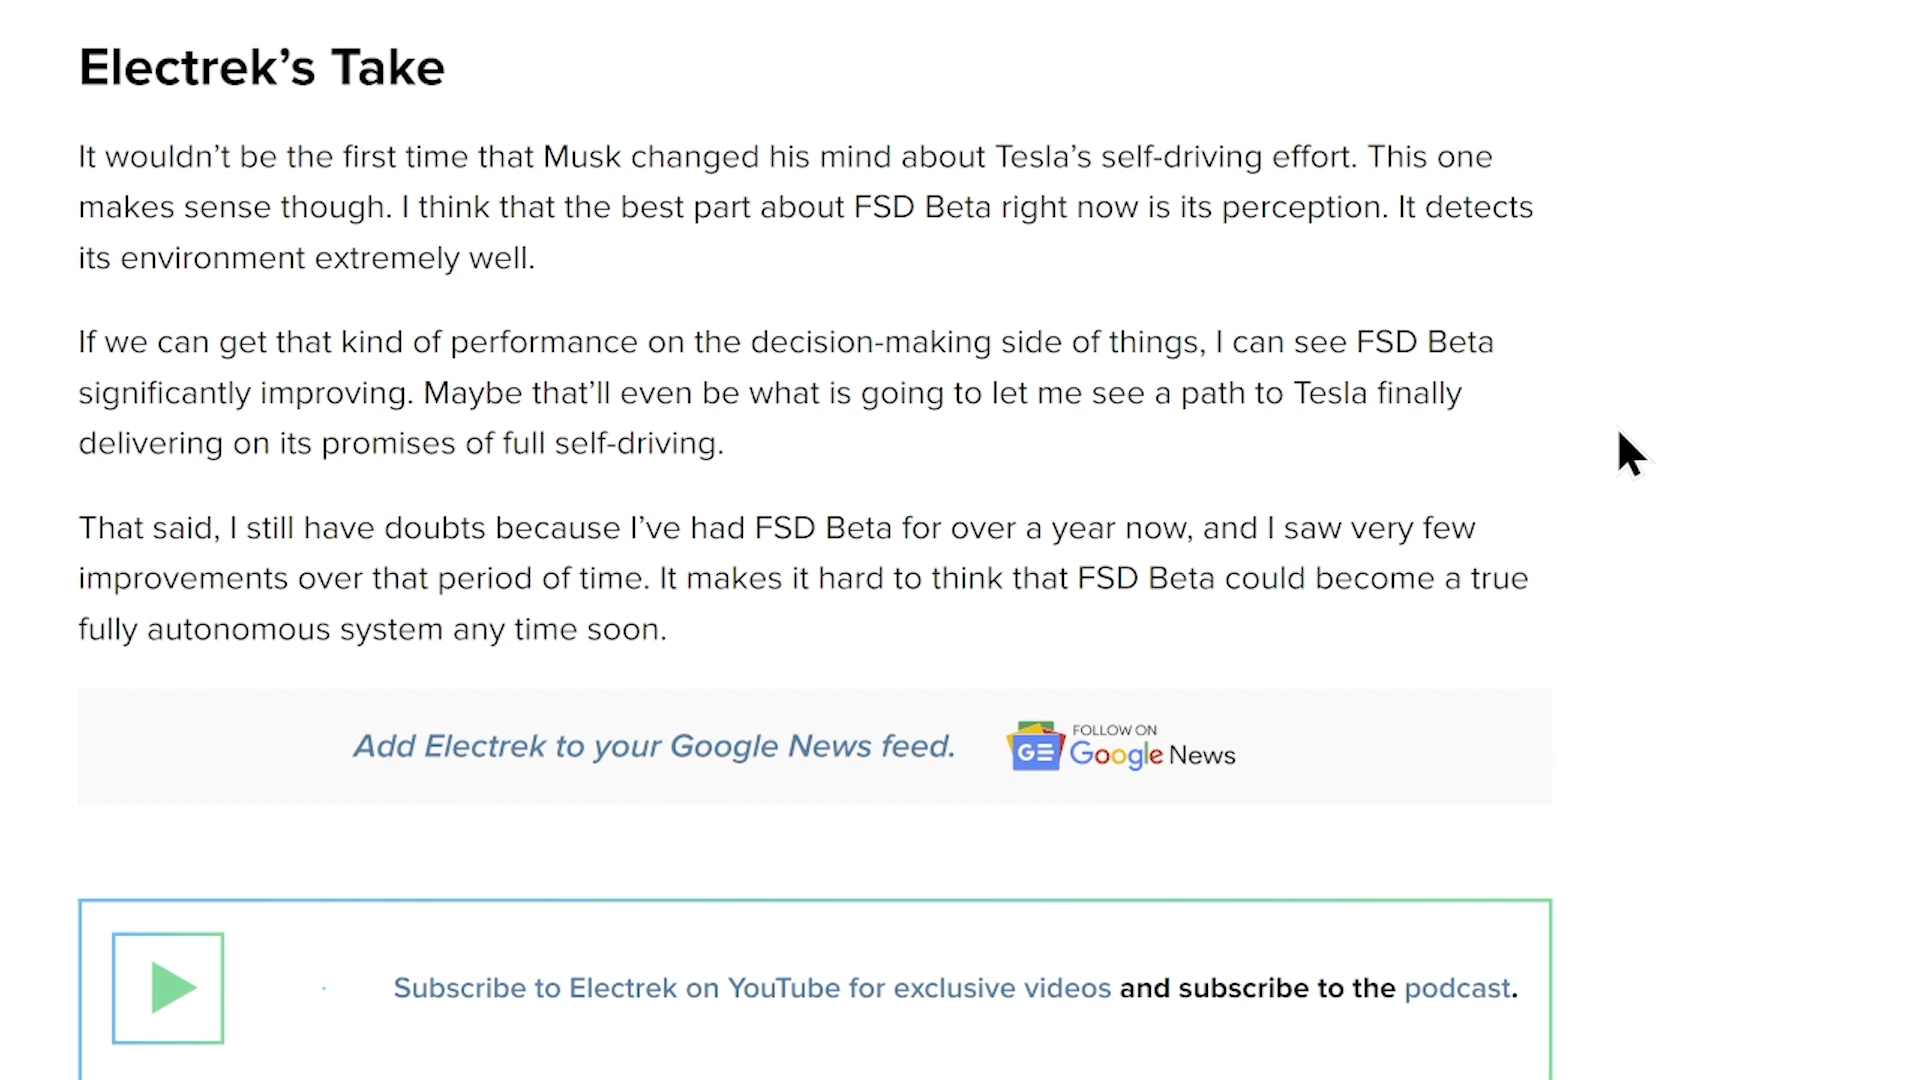 Electrek’s Take
It wouldn’t be the first time that Musk changed his mind about Tesla’s self-driving effort. This one
makes sense though. I think that the best part about FSD Beta right now is its perception. It detects
its environment extremely well.
If we can get that kind of performance on the decision-making side of things, I can see FSD Beta
significantly improving. Maybe that’ll even be what is going to let me see a path to Tesla finally
delivering on its promises of full self-driving.
That said, I still have doubts because I’ve had FSD Beta for over a year now, and I saw very few
improvements over that period of time. It makes it hard to think that FSD Beta could become a true
fully autonomous system any time soon.
Add Electrek to your Google News feed.
FOLLOW ON
Google News
Subscribe to Electrek on YouTube for exclusive videos and subscribe to the podcast.